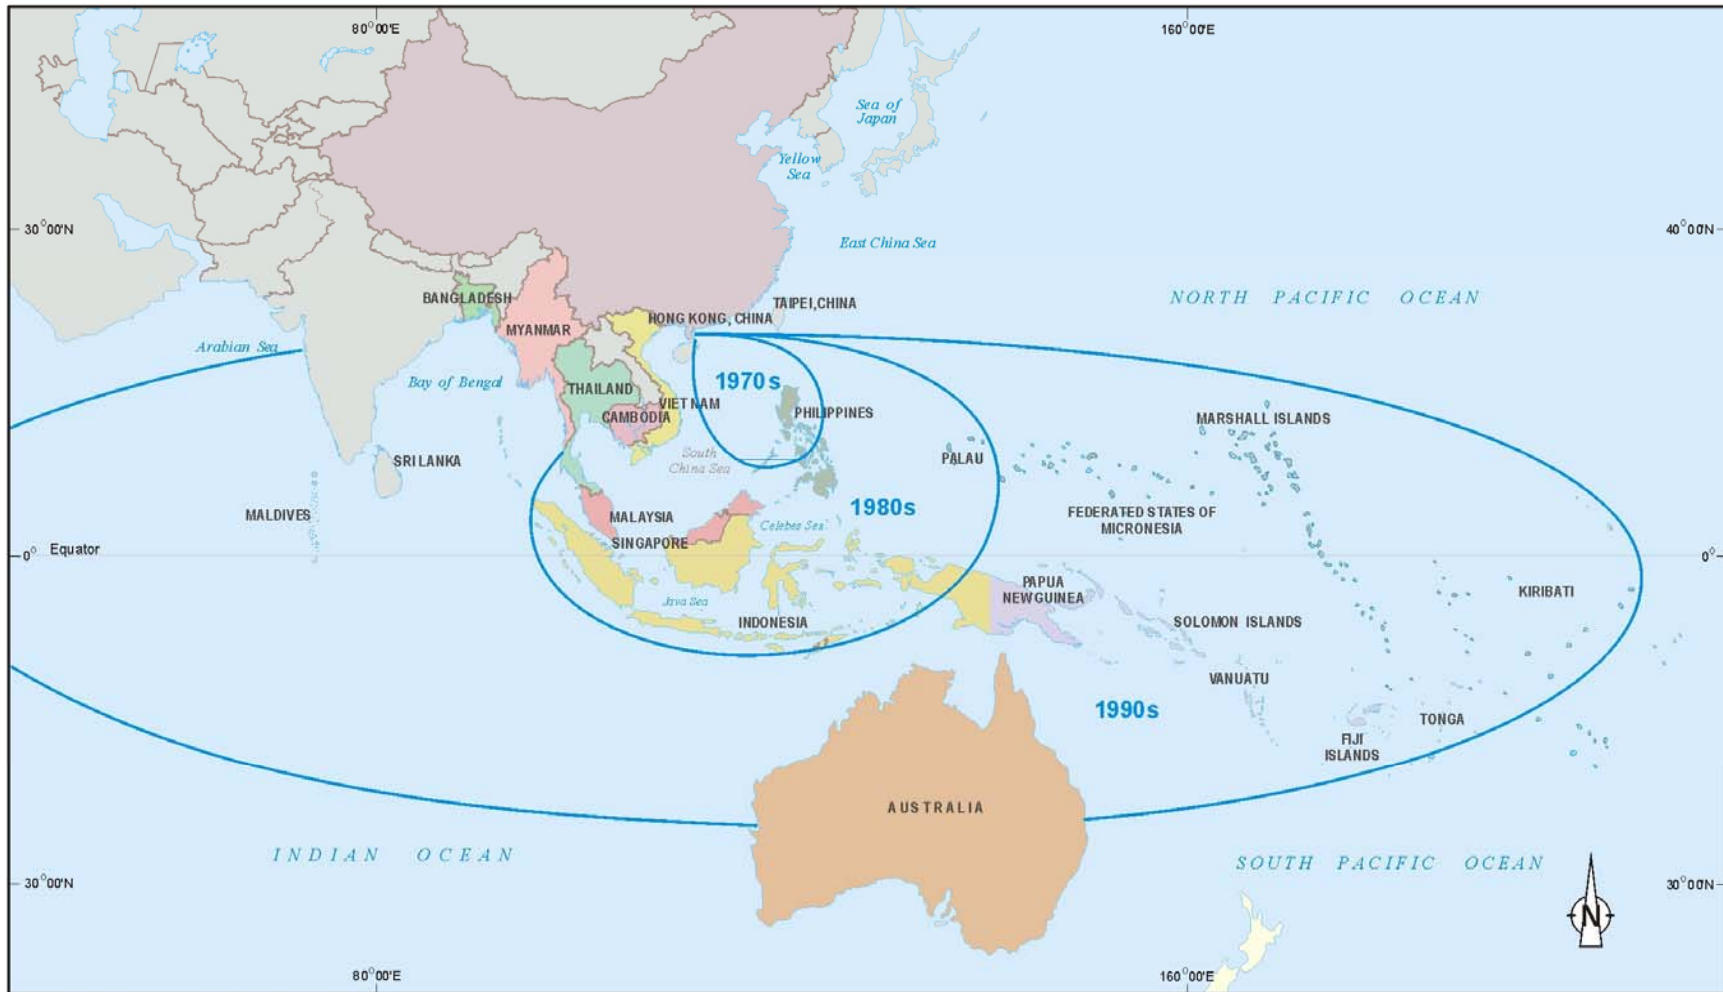 80°00'E
160°00'E
Sea of
Japan
Yellow
Sea
30°00'N
40°00'N
East China Sea
NORTH PACIFIC OCEAN
BANGLADESH
TAIPEI,CHINA
HONG KONG, CHINA
MYANMAR
Arabian Sea
Bay of Bengal
1970s
THAILAND
VIETNAM
CAMBODIA
PHILIPPINES
MARSHALL ISLANDS
SRI LANKA
South
China Sea
PALAU
1980s
MALDIVES
MALAYSIA
Celebes Sea
FEDERATED STATES OF
MICRONESIA
SINGAPORE
0° Equator
0°
PAPUA
NEW GUINEA
KIRIBATI
Java Sea
INDONESIA
SOLOMON ISLANDS
VANUATU
1990s
TONGA
FIJI
ISLANDS
AUSTRALIA
INDIAN OCEAN
SOUTH PACIFIC OCEAN
30°00'N
30°00'N
N
80°00'E
160°00'E